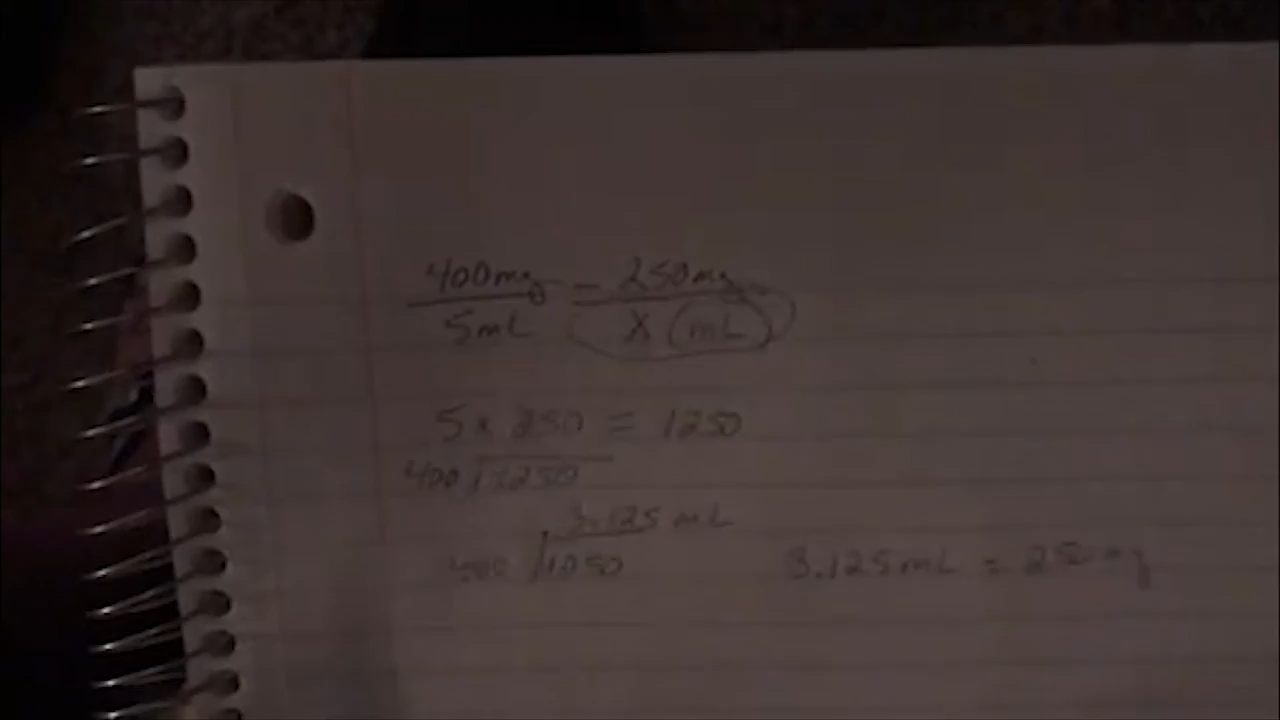 400mg = 250mg
5mL X mL
5 x 250 = 1250
400 1250
3.125 mL
400 1250
3.125mL = 250mg